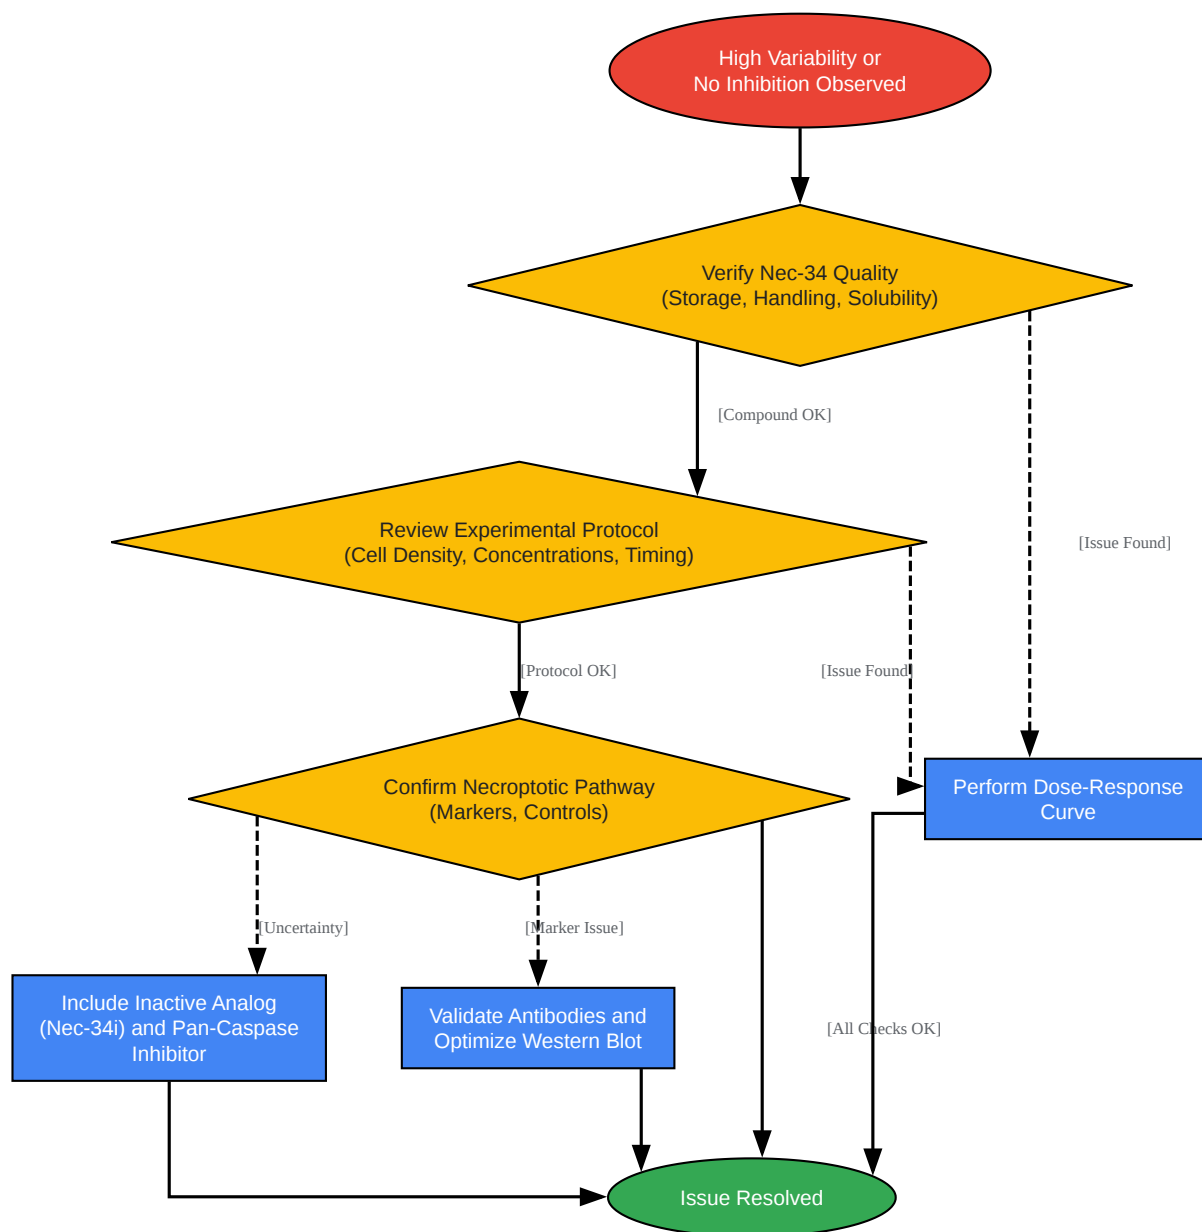 High Variability or
No Inhibition Observed
Verify Nec-34 Quality
(Storage, Handling, Solubility)
[Compound OK]
Review Experimental Protocol
(Cell Density, Concentrations, Timing)
[Issue Found]
[Protocol OK]
[Issue Found]
Confirm Necroptotic Pathway
(Markers, Controls)
Perform Dose-Response
Curve
[Uncertainty]
[Marker Issue]
Include Inactive Analog
(Nec-34i) and Pan-Caspase
Inhibitor
Validate Antibodies and
Optimize Western Blot
[All Checks OK]
Issue Resolved